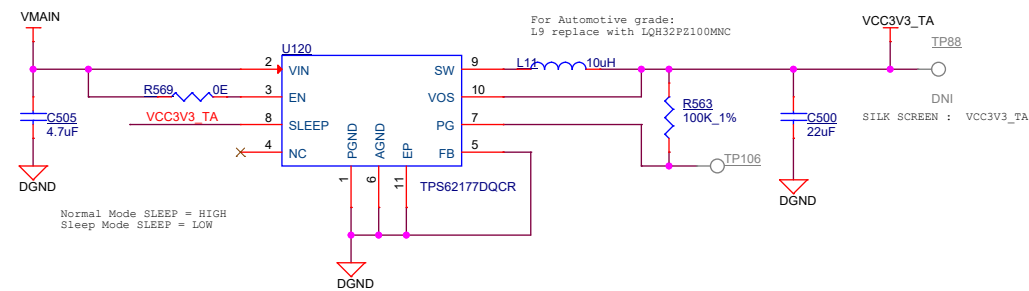 VMAIN
For Automotive grade:
L9 replace with LQH32PZ100MNC
VCC3V3_TA
TP88
U120
2 VIN SW 9 L11 10uH
R569 0E 3 EN VOS 10
DNI
C505
4.7uF
VCC3V3_TA 8 SLEEP PG 7
R563
100K_1%
C500
22uF
SILK SCREEN : VCC3V3_TA
4 NC FB 5
PGND AGND EP
TP106
1 6 11 TPS62177DQCR
DGND
DGND
Normal Mode SLEEP = HIGH
Sleep Mode SLEEP = LOW
DGND